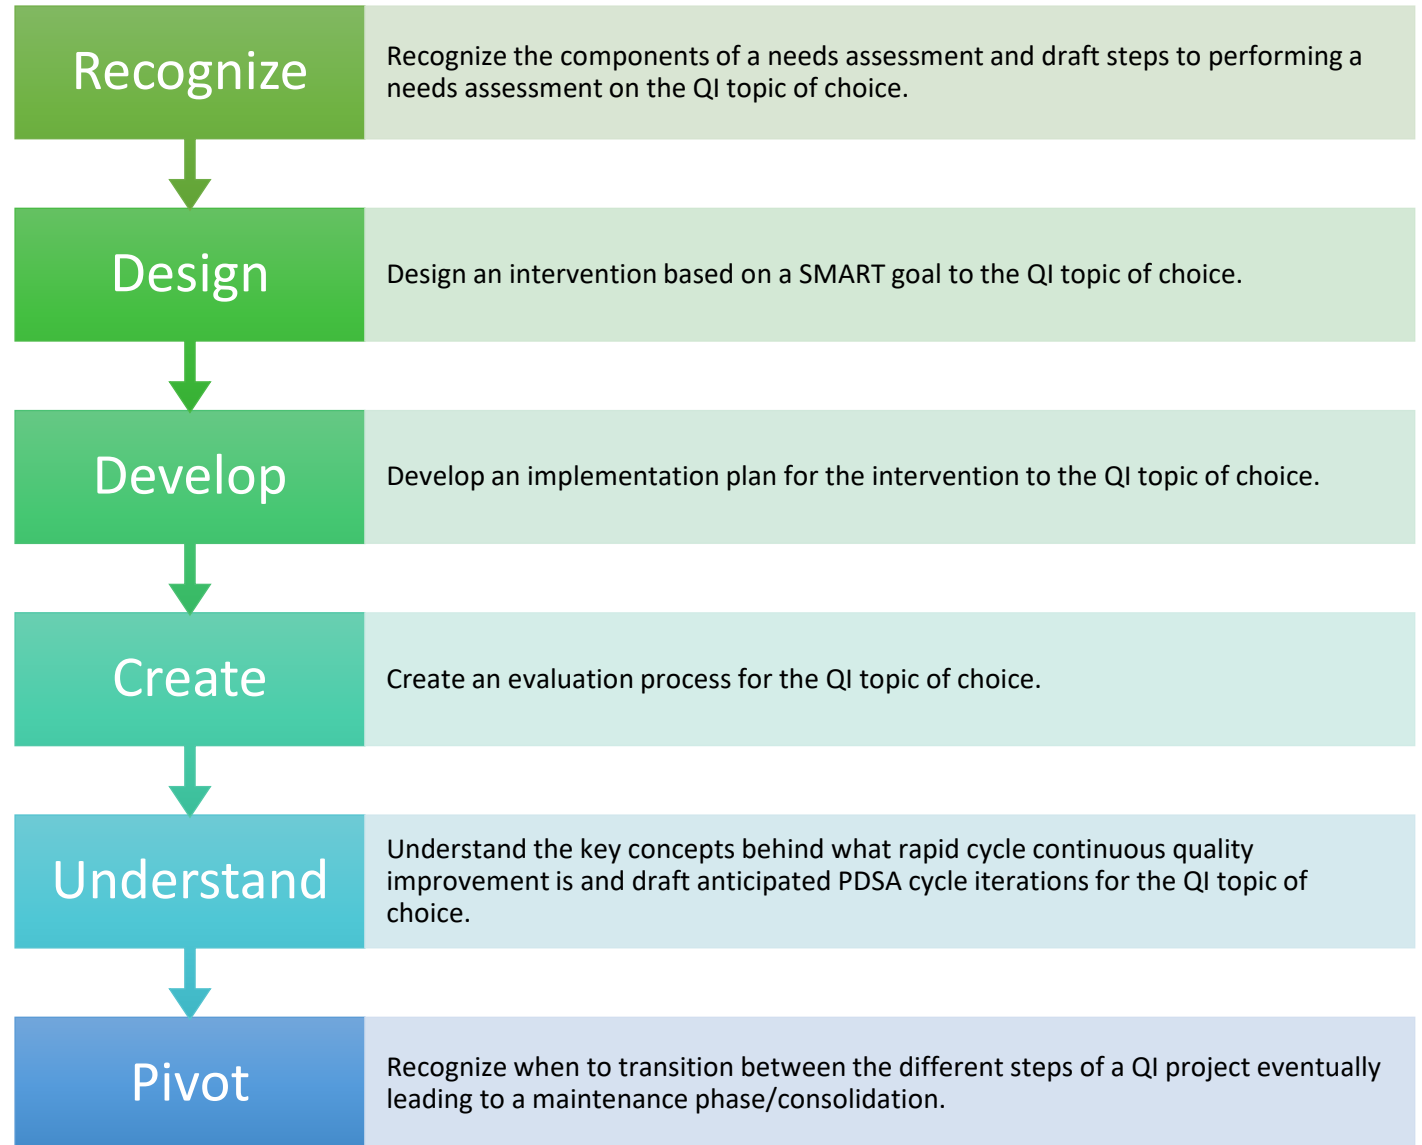 Recognize
Recognize the components of a needs assessment and draft steps to performing a
needs assessment on the QI topic of choice.
Design
Design an intervention based on a SMART goal to the QI topic of choice.
Develop
Develop an implementation plan for the intervention to the QI topic of choice.
Create
Create an evaluation process for the QI topic of choice.
Understand
Understand the key concepts behind what rapid cycle continuous quality
improvement is and draft anticipated PDSA cycle iterations for the QI topic of
choice.
Pivot
Recognize when to transition between the different steps of a QI project eventually
leading to a maintenance phase/consolidation.